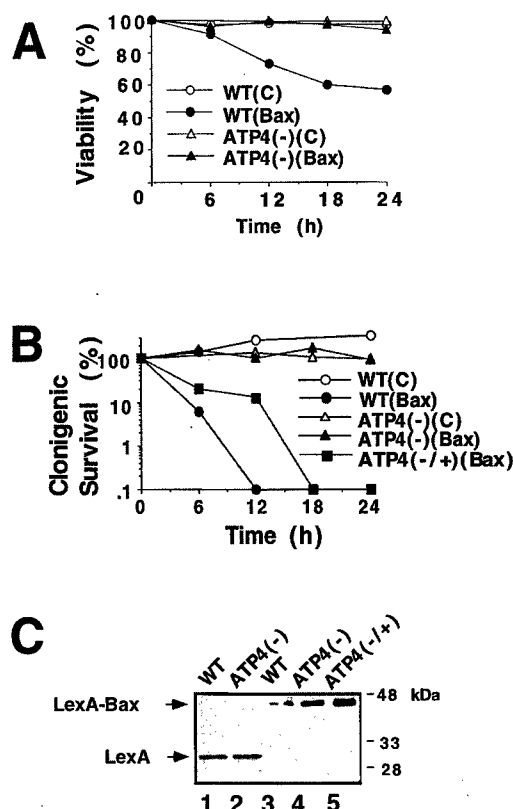 A
Viability (%)
100
80
60
40
20
0
6
12
18
24
Time (h)
WT(C)
WT(Bax)
ATP4(-)(C)
ATP4(-)(Bax)
B
Clonigenic
Survival (%)
100
10
1
.1
0
6
12
18
24
Time (h)
WT(C)
WT(Bax)
ATP4(-)(C)
ATP4(-)(Bax)
ATP4(-/+)(Bax)
C
WT
ATP4(-)
WT
ATP4(-)
ATP4(-/+)
LexA-Bax
LexA
48 kDa
33
28
1 2 3 4 5